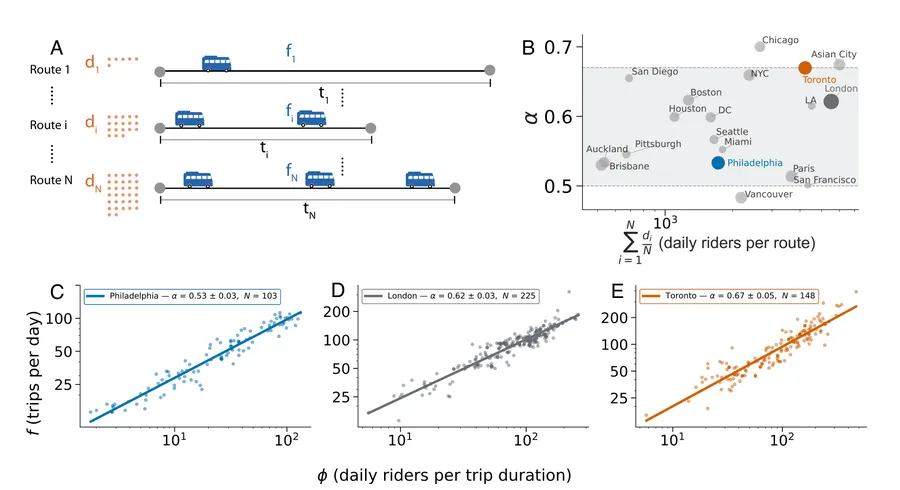 A
d1
Route 1
f1
t1
di
Route i
fi
ti
dN
Route N
fN
tN
B
α
0.7
0.6
0.5
Chicago
Asian City
Toronto
San Diego
NYC
London
LA
Boston
Houston
DC
Seattle
Miami
Auckland
Pittsburgh
Brisbane
Philadelphia
Paris
San Francisco
Vancouver
10³
N
∑ di/N (daily riders per route)
i = 1
C
Philadelphia — α = 0.53 ± 0.03, N = 103
f (trips per day)
100
50
25
10¹
10²
D
London — α = 0.62 ± 0.03, N = 225
200
100
50
25
10¹
10²
E
Toronto — α = 0.67 ± 0.05, N = 148
200
100
50
25
10¹
10²
ϕ (daily riders per trip duration)